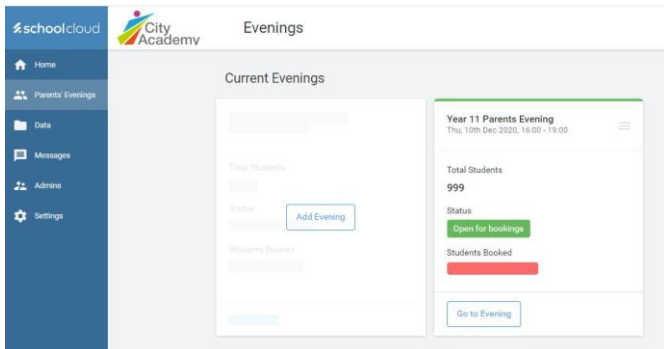 schoolcloud
City
Academy
Evenings
Home
Parents' Evenings
Data
Messages
Admins
Settings
Current Evenings
Total Students
Status
Add Evening
Students Booked
Year 11 Parents Evening
Thu, 10th Dec 2020, 16:00 - 19:00
Total Students
999
Status
Open for bookings
Students Booked
Go to Evening